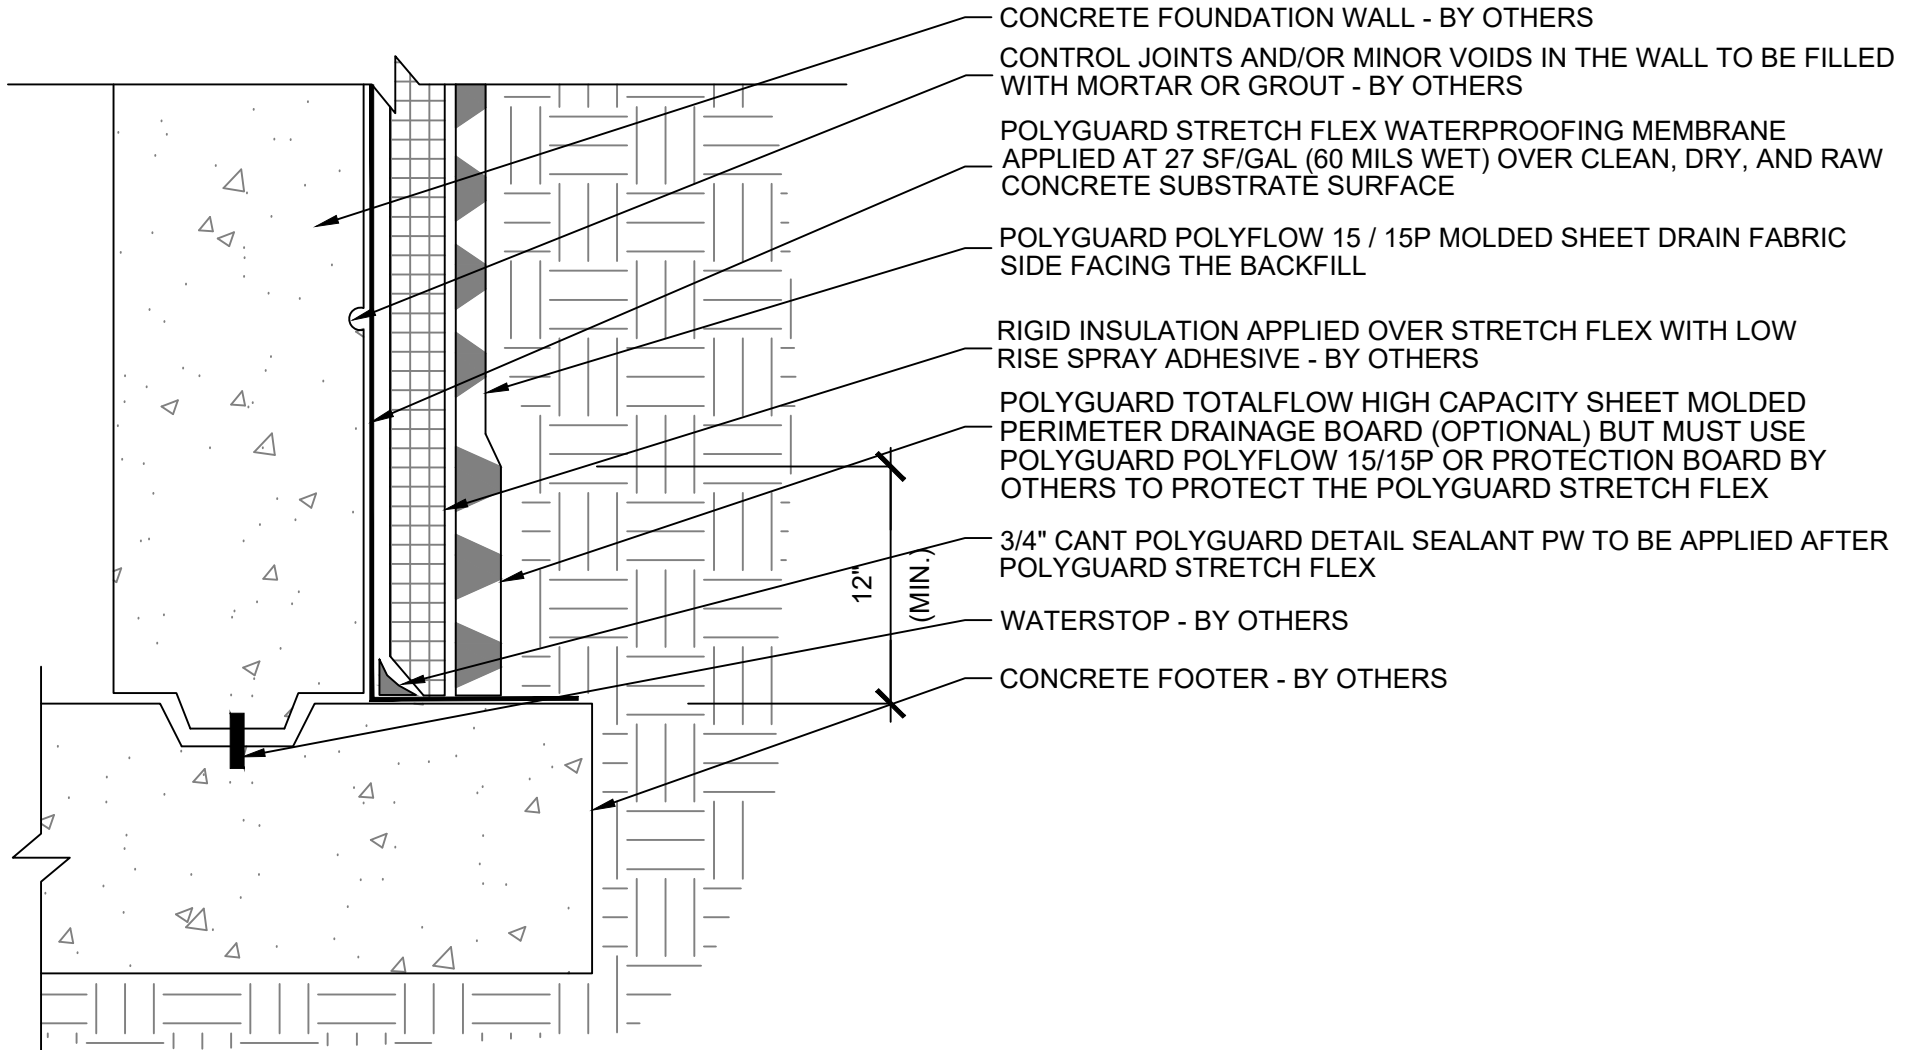 CONCRETE FOUNDATION WALL - BY OTHERS
CONTROL JOINTS AND/OR MINOR VOIDS IN THE WALL TO BE FILLED
WITH MORTAR OR GROUT - BY OTHERS
POLYGUARD STRETCH FLEX WATERPROOFING MEMBRANE
APPLIED AT 27 SF/GAL (60 MILS WET) OVER CLEAN, DRY, AND RAW
CONCRETE SUBSTRATE SURFACE
POLYGUARD POLYFLOW 15 / 15P MOLDED SHEET DRAIN FABRIC
SIDE FACING THE BACKFILL
RIGID INSULATION APPLIED OVER STRETCH FLEX WITH LOW
RISE SPRAY ADHESIVE - BY OTHERS
POLYGUARD TOTALFLOW HIGH CAPACITY SHEET MOLDED
PERIMETER DRAINAGE BOARD (OPTIONAL) BUT MUST USE
POLYGUARD POLYFLOW 15/15P OR PROTECTION BOARD BY
OTHERS TO PROTECT THE POLYGUARD STRETCH FLEX
3/4" CANT POLYGUARD DETAIL SEALANT PW TO BE APPLIED AFTER
POLYGUARD STRETCH FLEX
WATERSTOP - BY OTHERS
CONCRETE FOOTER - BY OTHERS
12"
(MIN.)